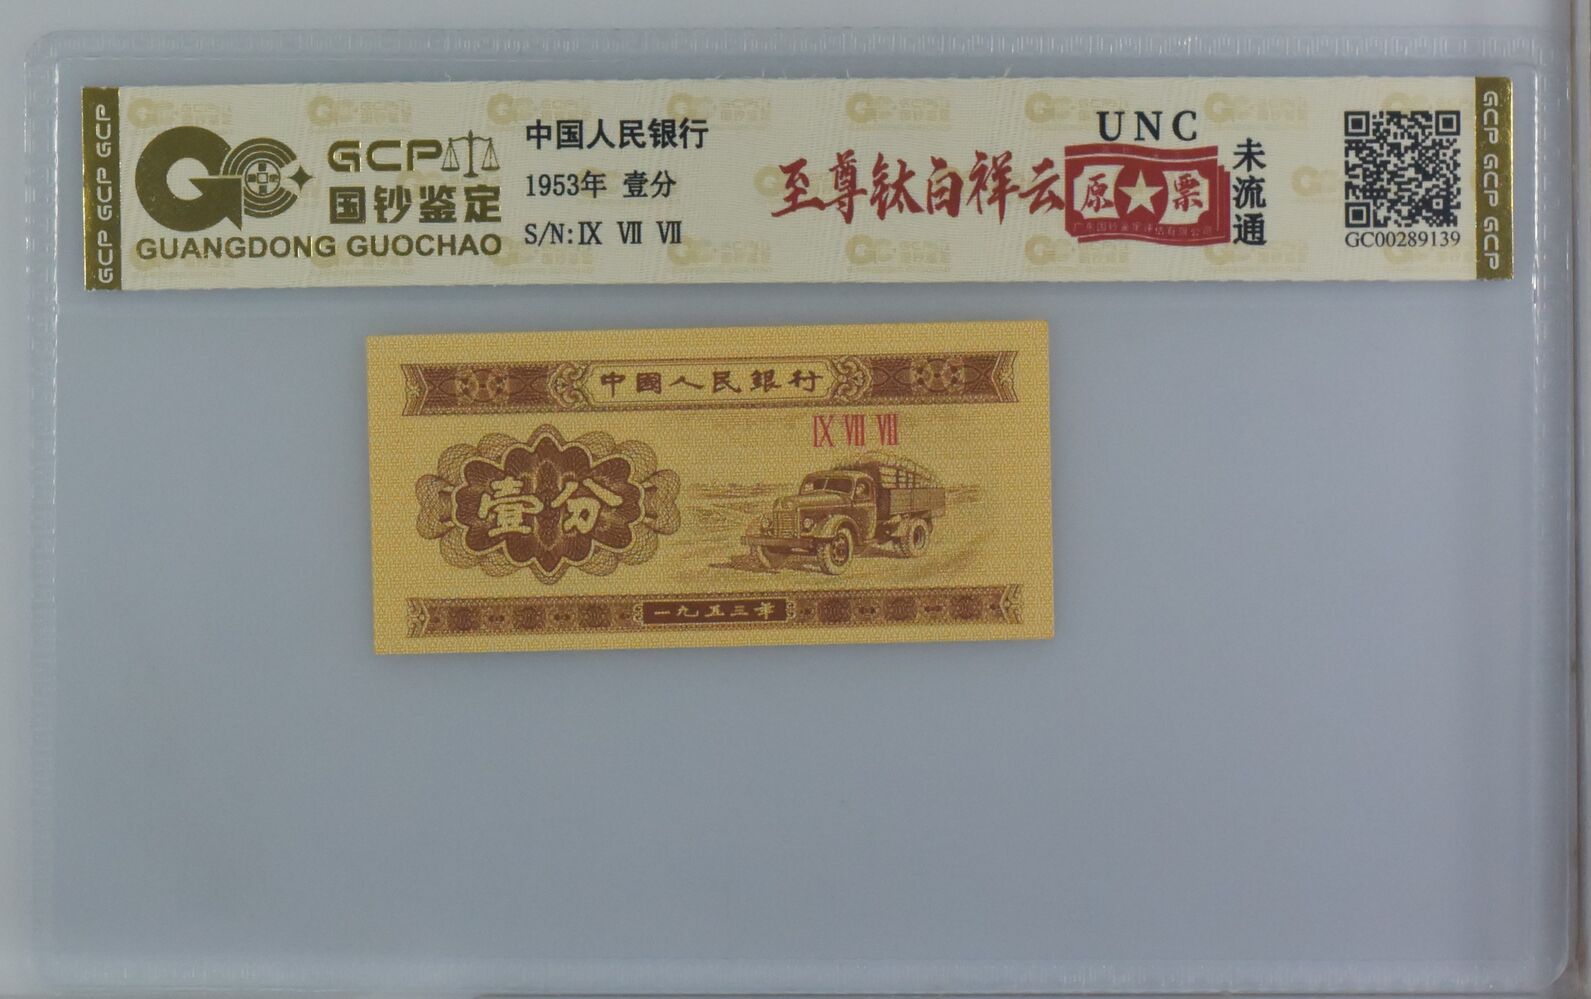 GCP GCP GCP
GCP
国钞鉴定
GUANGDONG GUOCHAO
中国人民银行
1953年 壹分
S/N:Ⅸ Ⅶ Ⅶ
至尊钛白祥云
原票
UNC
未流通
GC00289139
GCP GCP GCP
中國人民銀行
Ⅸ Ⅶ Ⅶ
壹分
一九五三年